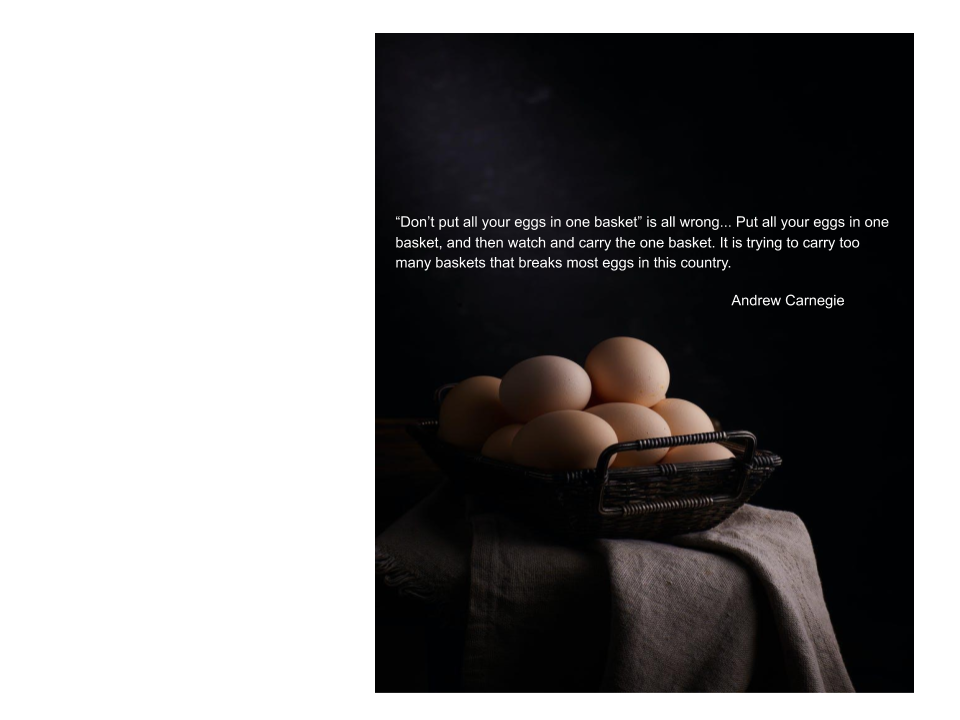 “Don’t put all your eggs in one basket” is all wrong... Put all your eggs in one
basket, and then watch and carry the one basket. It is trying to carry too
many baskets that breaks most eggs in this country.
Andrew Carnegie